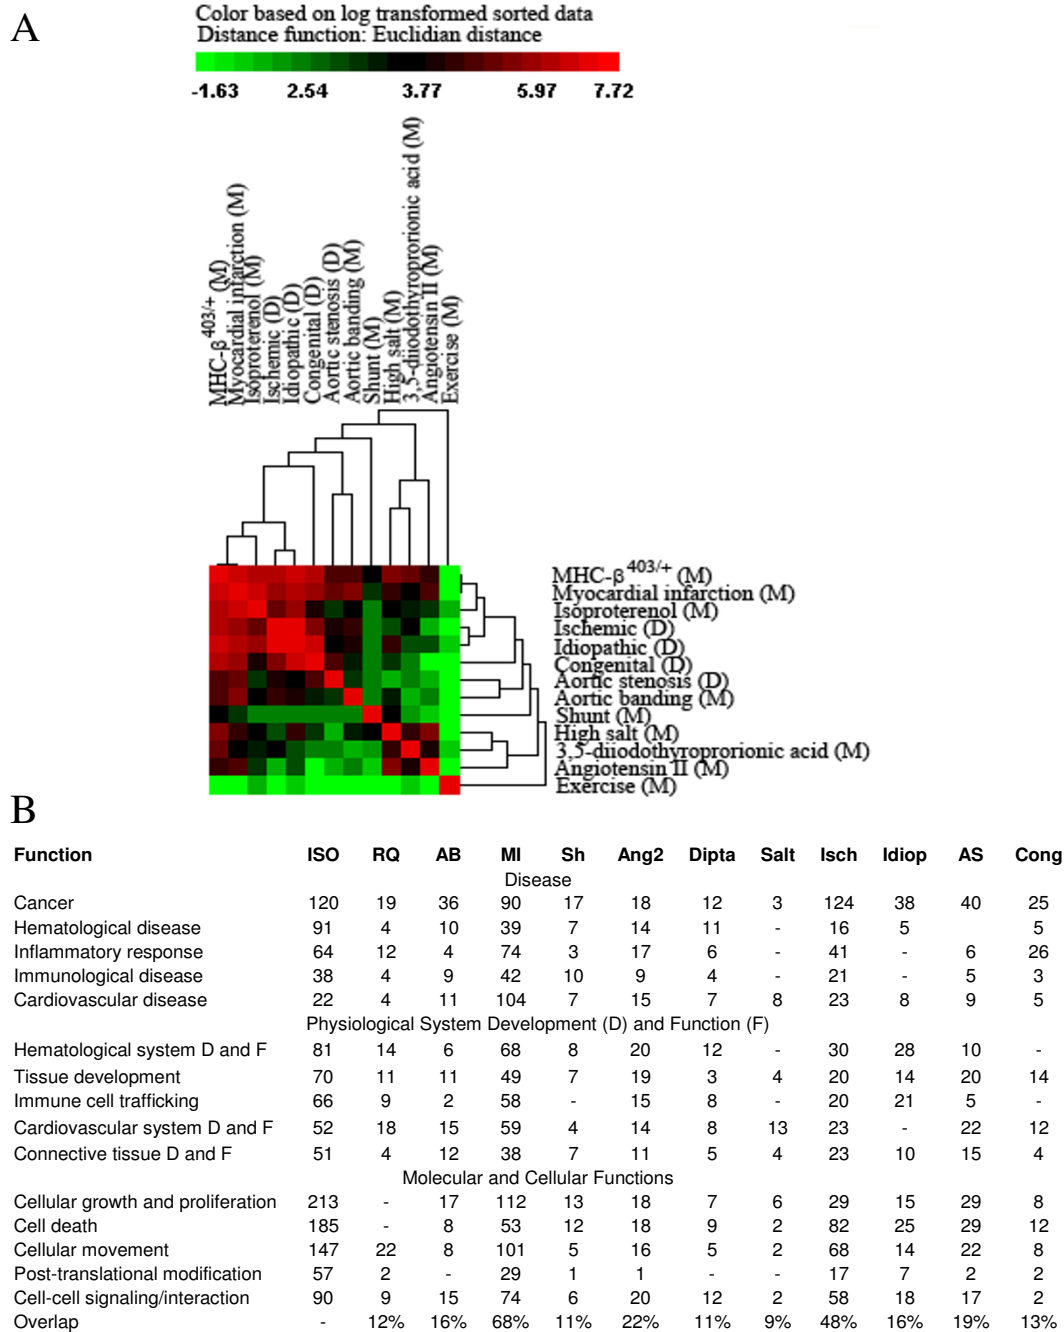 A
Color based on log transformed sorted data
Distance function: Euclidian distance
-1.63 2.54 3.77 5.97 7.72
MHC-β 403/+ (M)
Myocardial infarction (M)
Isoproterenol (M)
Ischemic (D)
Idiopathic (D)
Congenital (D)
Aortic stenosis (D)
Aortic banding (M)
Shunt (M)
High salt (M)
3,5-diiodothyroprorionic acid (M)
Angiotensin II (M)
Exercise (M)
MHC-β 403/+ (M)
Myocardial infarction (M)
Isoproterenol (M)
Ischemic (D)
Idiopathic (D)
Congenital (D)
Aortic stenosis (D)
Aortic banding (M)
Shunt (M)
High salt (M)
3,5-diiodothyroprorionic acid (M)
Angiotensin II (M)
Exercise (M)
B
Function ISO RQ AB MI Sh Ang2 Dipta Salt Isch Idiop AS Cong
Disease
Cancer 120 19 36 90 17 18 12 3 124 38 40 25
Hematological disease 91 4 10 39 7 14 11 - 16 5 5
Inflammatory response 64 12 4 74 3 17 6 - 41 - 6 26
Immunological disease 38 4 9 42 10 9 4 - 21 - 5 3
Cardiovascular disease 22 4 11 104 7 15 7 8 23 8 9 5
Physiological System Development (D) and Function (F)
Hematological system D and F 81 14 6 68 8 20 12 - 30 28 10 -
Tissue development 70 11 11 49 7 19 3 4 20 14 20 14
Immune cell trafficking 66 9 2 58 - 15 8 - 20 21 5 -
Cardiovascular system D and F 52 18 15 59 4 14 8 13 23 - 22 12
Connective tissue D and F 51 4 12 38 7 11 5 4 23 10 15 4
Molecular and Cellular Functions
Cellular growth and proliferation 213 - 17 112 13 18 7 6 29 15 29 8
Cell death 185 - 8 53 12 18 9 2 82 25 29 12
Cellular movement 147 22 8 101 5 16 5 2 68 14 22 8
Post-translational modification 57 2 - 29 1 1 - - 17 7 2 2
Cell-cell signaling/interaction 90 9 15 74 6 20 12 2 58 18 17 2
Overlap - 12% 16% 68% 11% 22% 11% 9% 48% 16% 19% 13%